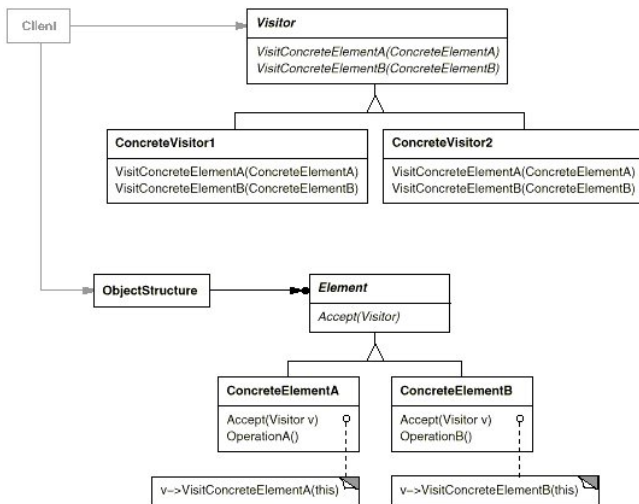 Client
Visitor
VisitConcreteElementA(ConcreteElementA)
VisitConcreteElementB(ConcreteElementB)
ConcreteVisitor1
VisitConcreteElementA(ConcreteElementA)
VisitConcreteElementB(ConcreteElementB)
ConcreteVisitor2
VisitConcreteElementA(ConcreteElementA)
VisitConcreteElementB(ConcreteElementB)
ObjectStructure
Element
Accept(Visitor)
ConcreteElementA
Accept(Visitor v)
OperationA()
ConcreteElementB
Accept(Visitor v)
OperationB()
v->VisitConcreteElementA(this)
v->VisitConcreteElementB(this)